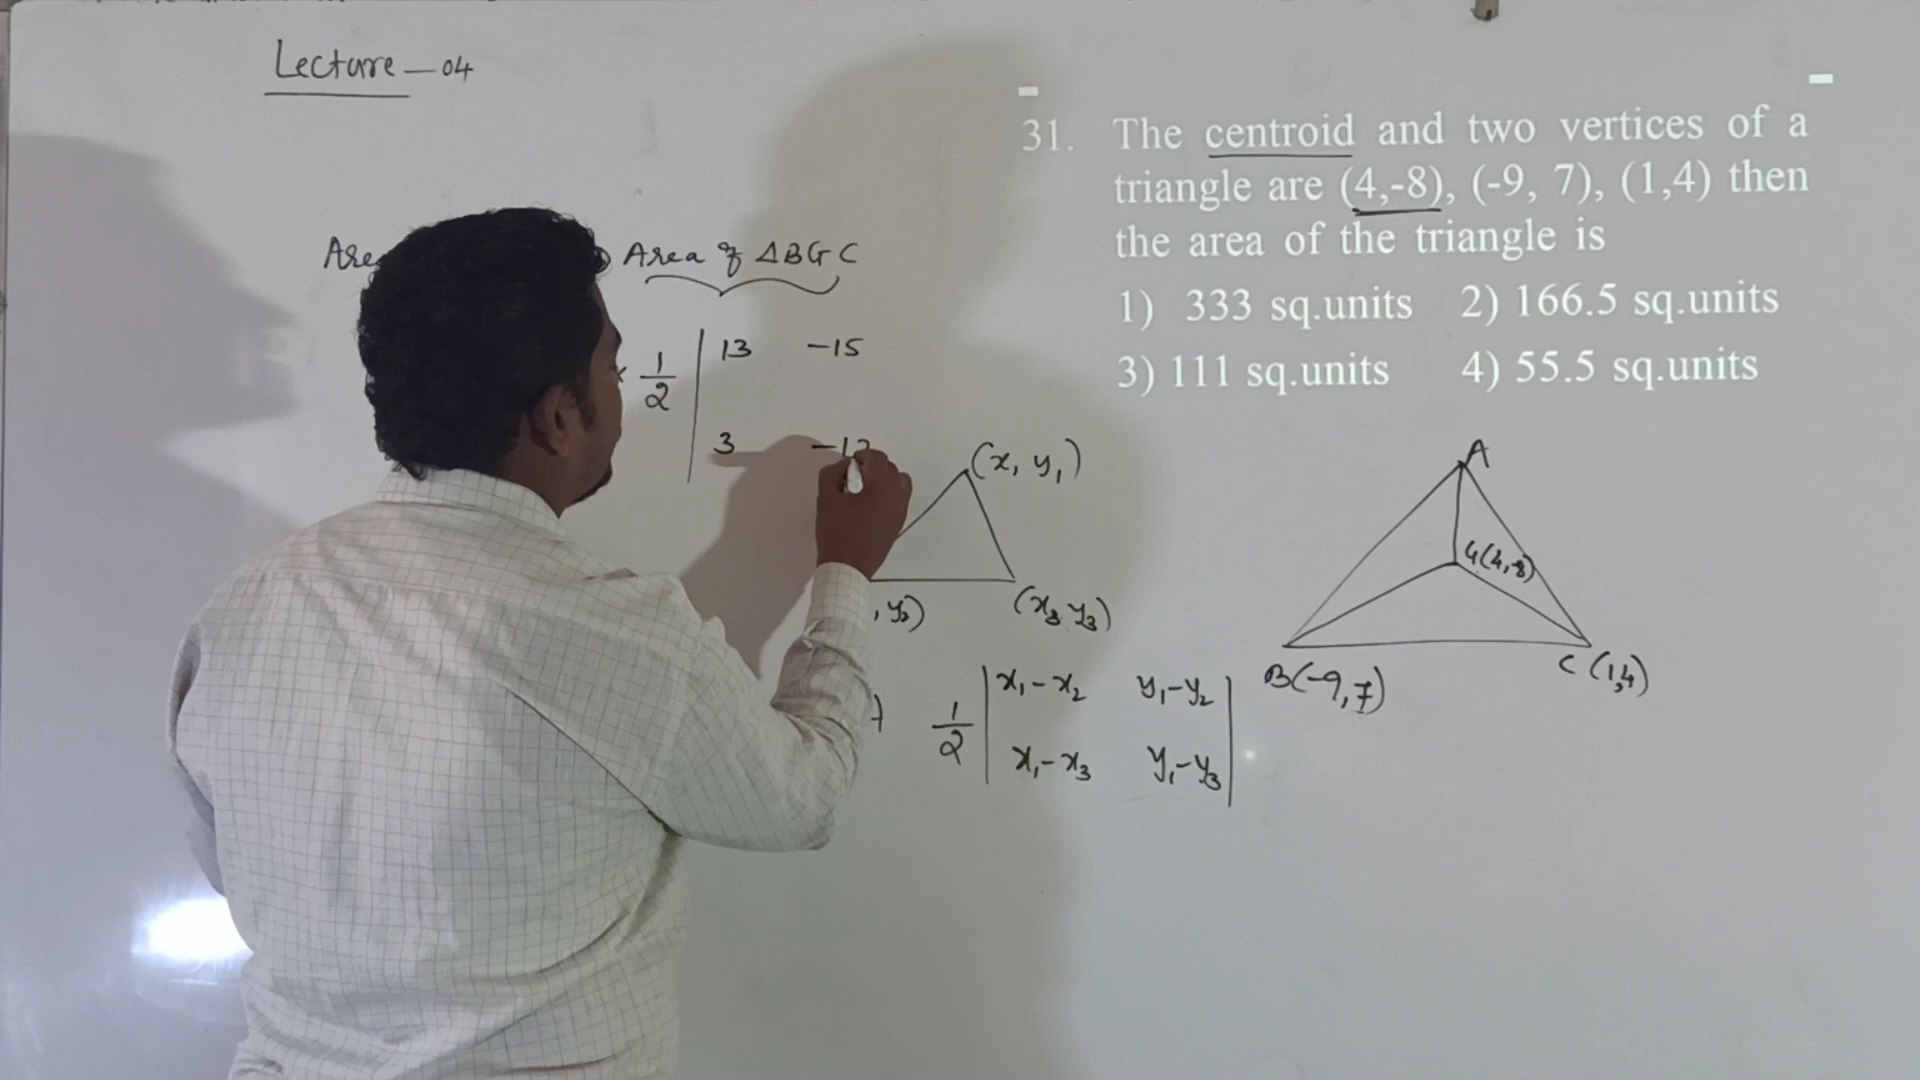 Lecture – 04
31. The centroid and two vertices of a
triangle are (4,-8), (-9, 7), (1,4) then
the area of the triangle is
1) 333 sq.units 2) 166.5 sq.units
3) 111 sq.units 4) 55.5 sq.units
Area of ΔBGC
1/2 | 13 -15
3
(x, y1)
, y2)
(x3 y3)
1/2 | x1-x2 y1-y2 |
x1-x3 y1-y3
A
G(4,-8)
B(-9,7)
C (1,4)